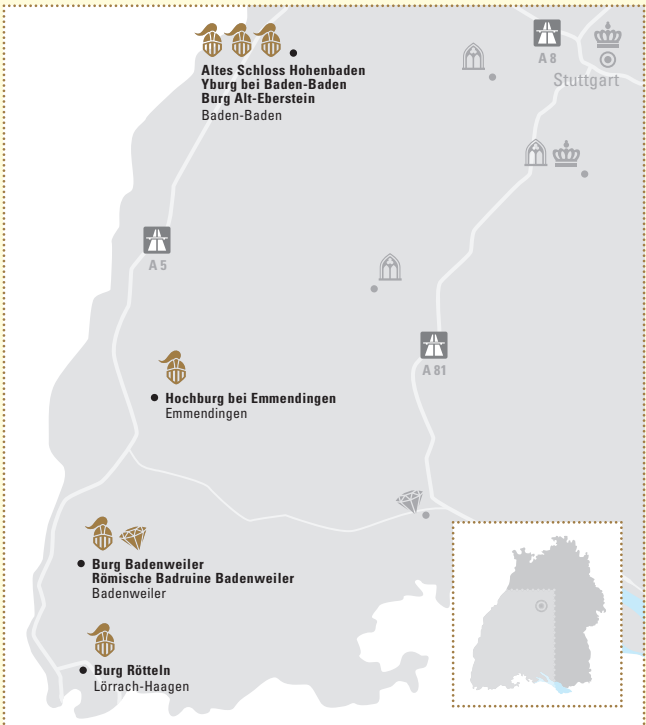 Altes Schloss Hohenbaden
Yburg bei Baden-Baden
Burg Alt-Eberstein
Baden-Baden
A 8
Stuttgart
A 5
A 81
Hochburg bei Emmendingen
Emmendingen
Burg Badenweiler
Römische Badruine Badenweiler
Badenweiler
Burg Rötteln
Lörrach-Haagen